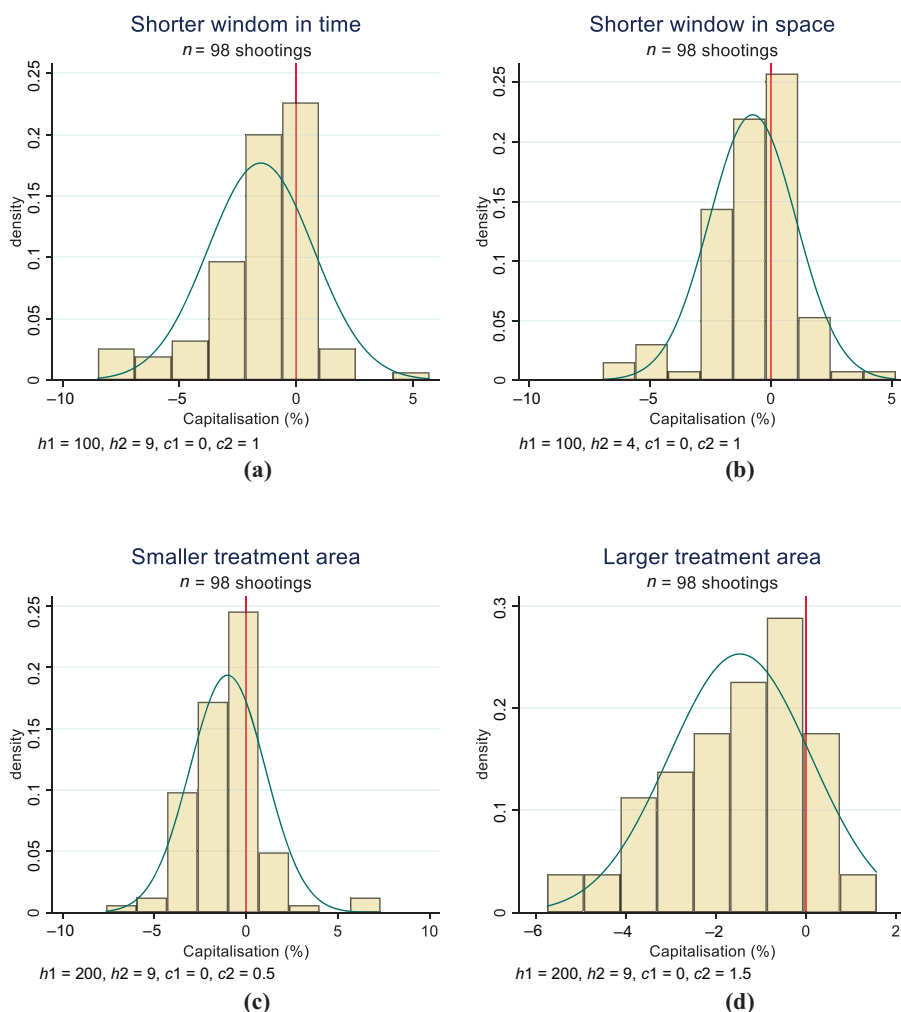 Shorter windom in time
n = 98 shootings
0.25
0.2
0.15
0.1
0.05
0
density
–10
–5
0
5
Capitalisation (%)
h1 = 100, h2 = 9, c1 = 0, c2 = 1
(a)
Shorter window in space
n = 98 shootings
0.25
0.2
0.15
0.1
0.05
0
density
–10
–5
0
5
Capitalisation (%)
h1 = 100, h2 = 4, c1 = 0, c2 = 1
(b)
Smaller treatment area
n = 98 shootings
0.25
0.2
0.15
0.1
0.05
0
density
–10
–5
0
5
10
Capitalisation (%)
h1 = 200, h2 = 9, c1 = 0, c2 = 0.5
(c)
Larger treatment area
n = 98 shootings
0.3
0.2
0.1
0
density
–6
–4
–2
0
2
Capitalisation (%)
h1 = 200, h2 = 9, c1 = 0, c2 = 1.5
(d)